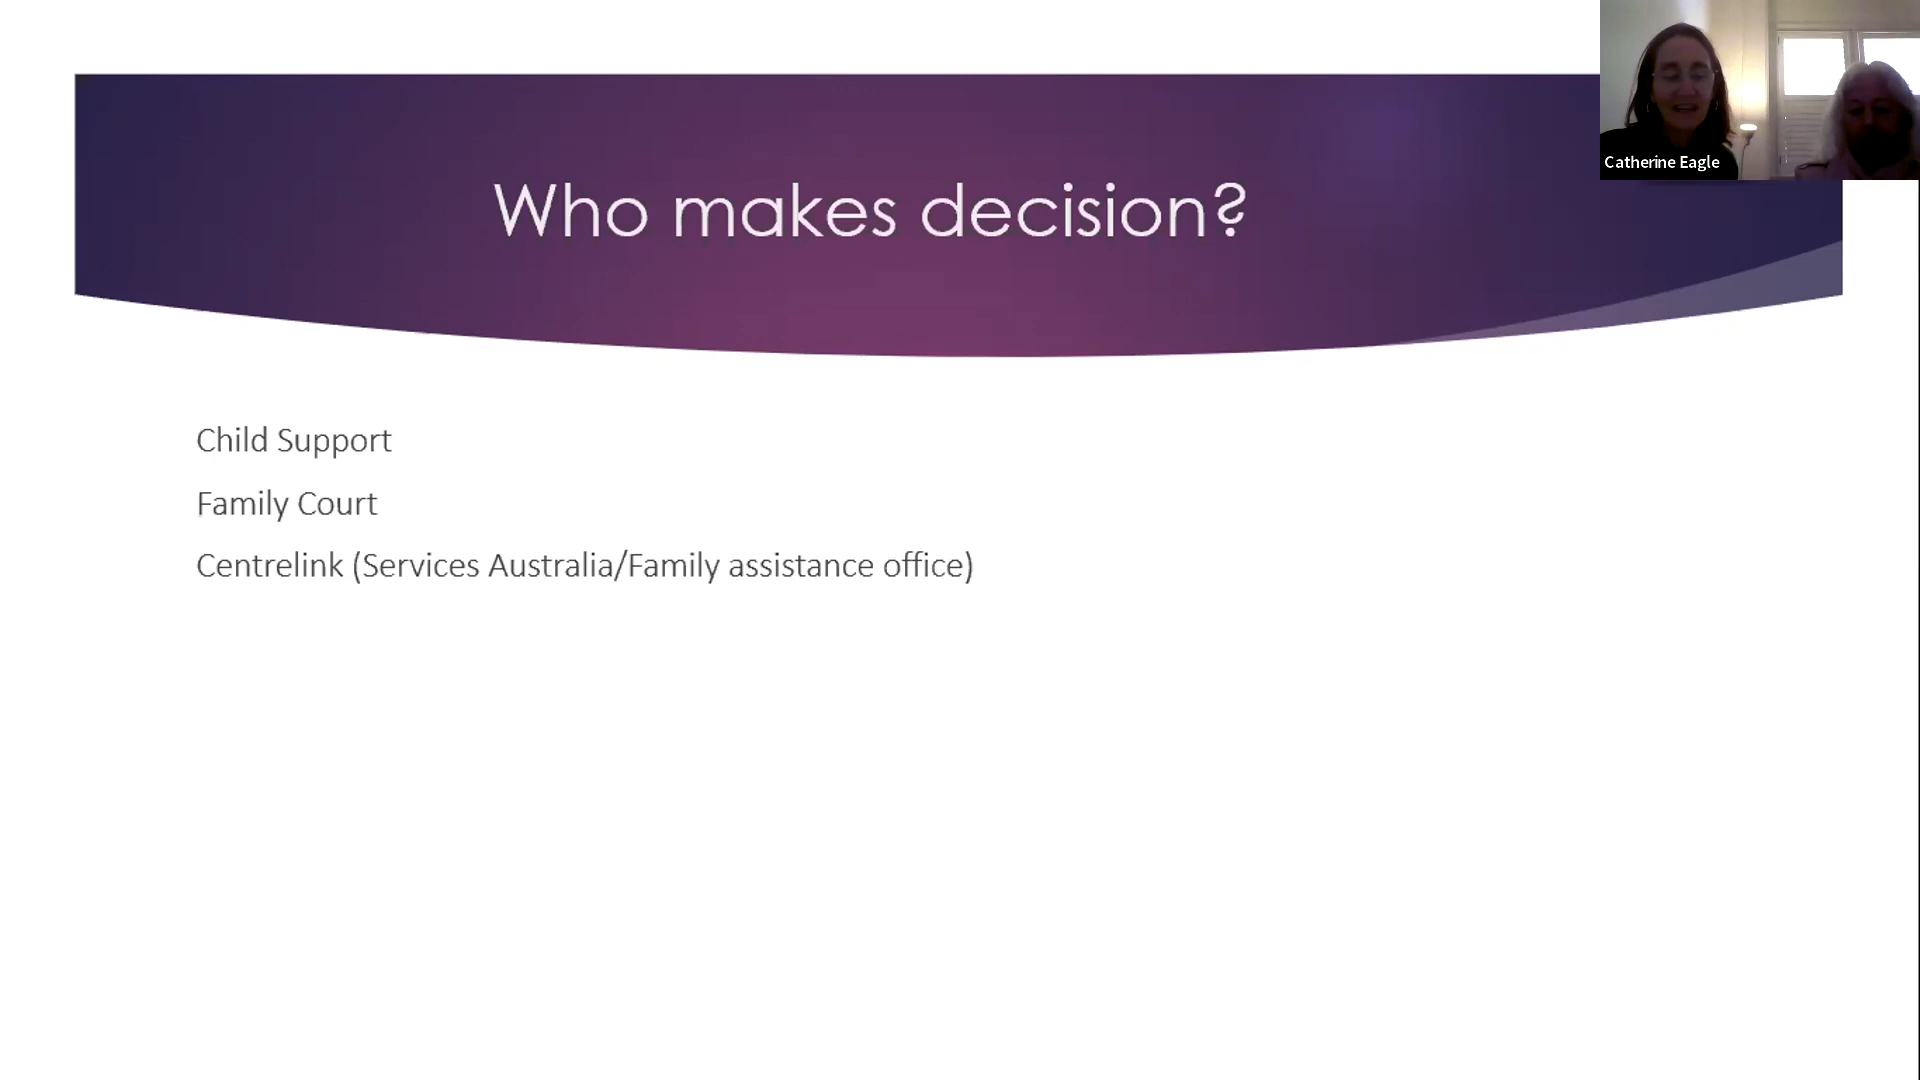 Who makes decision?
Catherine Eagle
Child Support
Family Court
Centrelink (Services Australia/Family assistance office)